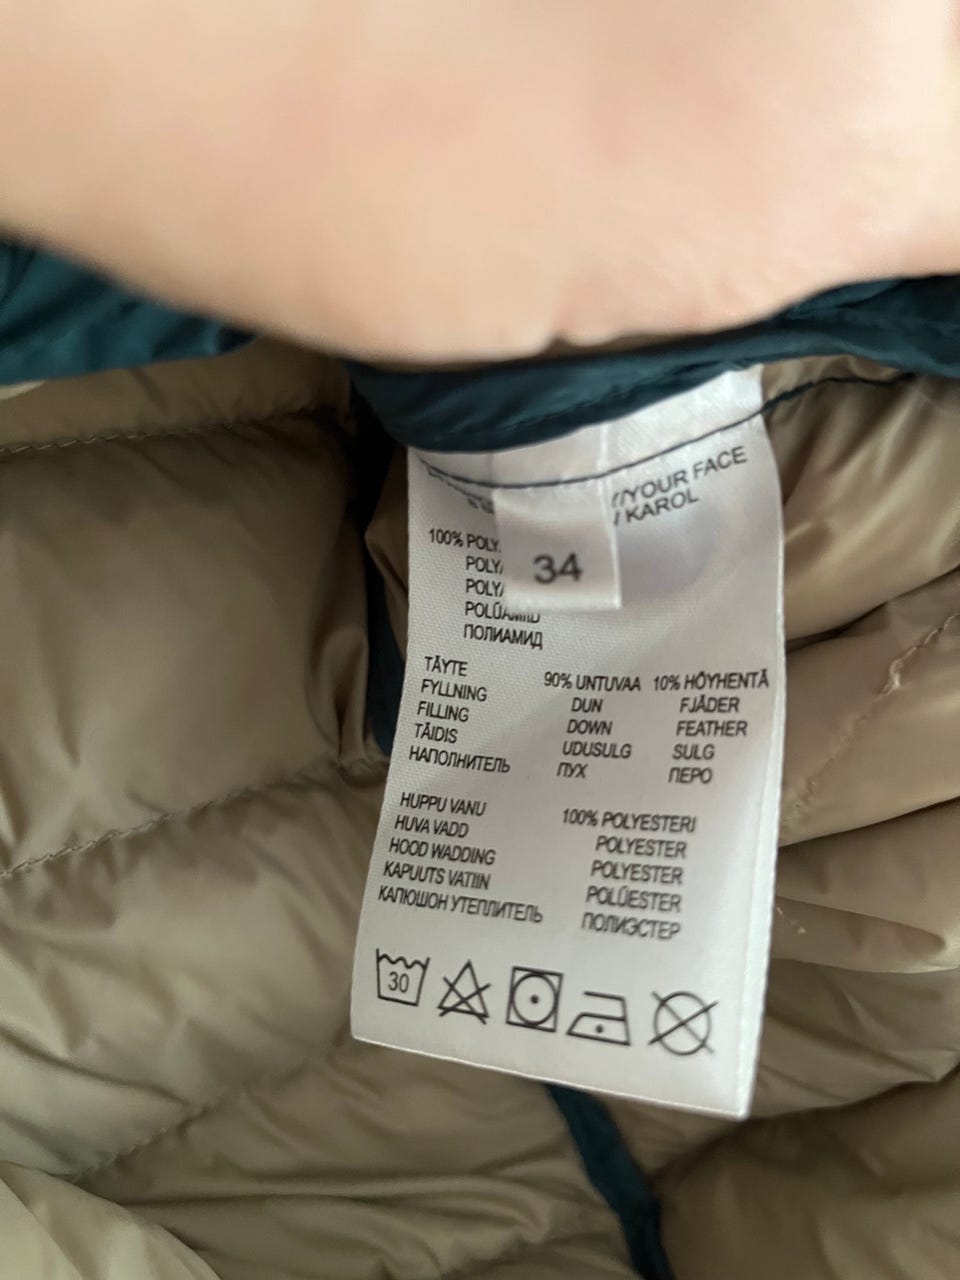 /YOUR FACE
/ KAROL
34
100% POLY
POLY
POLY
POLÜAMIID
ПОЛИАМИД
TÄYTE 90% UNTUVAA 10% HÖYHENTÄ
FYLLNING DUN FJÄDER
FILLING DOWN FEATHER
TÄIDIS UDUSULG SULG
НАПОЛНИТЕЛЬ ПУХ ПЕРО
HUPPU VANU 100% POLYESTERI
HUVA VADD POLYESTER
HOOD WADDING POLYESTER
KAPUUTS VATIIN POLÜESTER
КАПЮШОН УТЕПЛИТЕЛЬ ПОЛИЭСТЕР
30